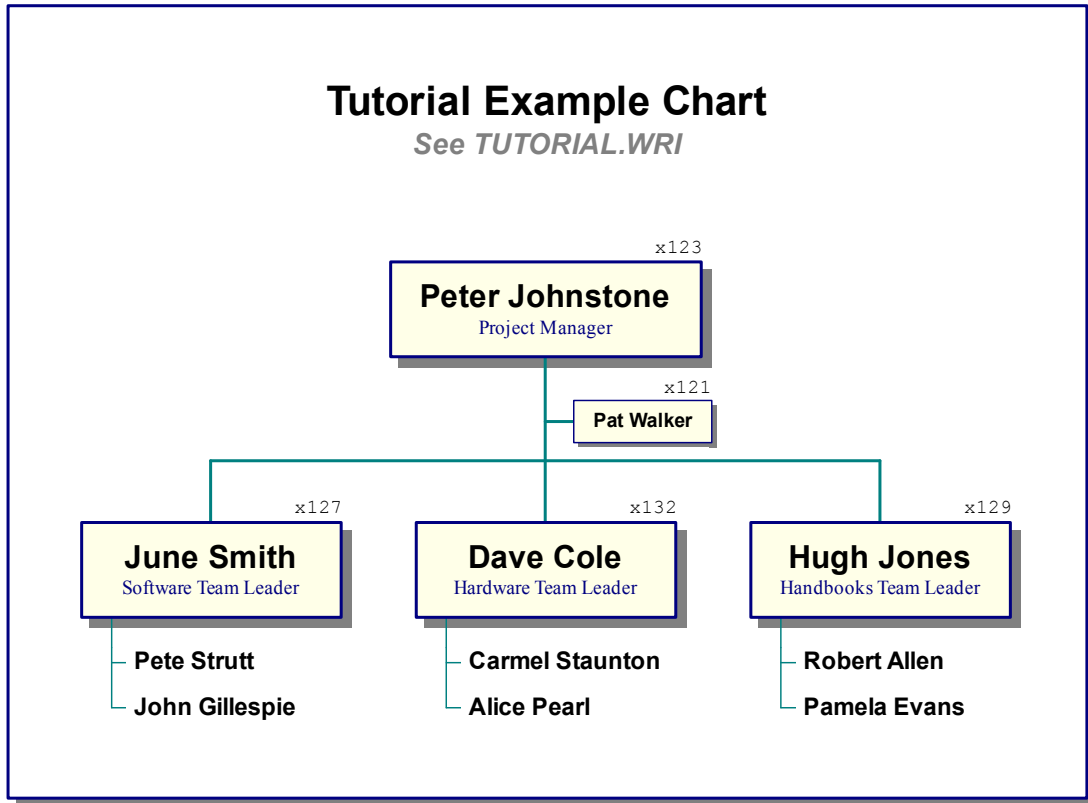 Tutorial Example Chart
See TUTORIAL.WRI
x123
Peter Johnstone
Project Manager
x121
Pat Walker
x127
June Smith
Software Team Leader
Pete Strutt
John Gillespie
x132
Dave Cole
Hardware Team Leader
Carmel Staunton
Alice Pearl
x129
Hugh Jones
Handbooks Team Leader
Robert Allen
Pamela Evans